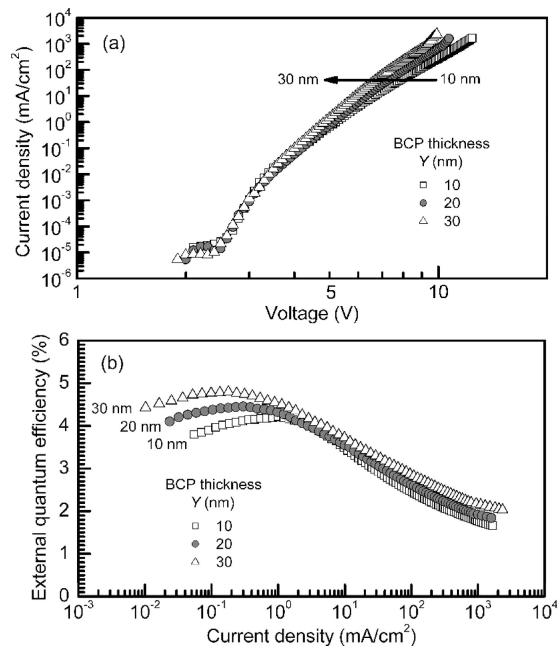 (a)
Current density (mA/cm²)
10⁴
10³
10²
10¹
10⁰
10⁻¹
10⁻²
10⁻³
10⁻⁴
10⁻⁵
10⁻⁶
30 nm
10 nm
BCP thickness
Y (nm)
10
20
30
1
5
10
Voltage (V)
(b)
External quantum efficiency (%)
6
5
4
3
2
1
0
30 nm
20 nm
10 nm
BCP thickness
Y (nm)
10
20
30
10⁻³ 10⁻² 10⁻¹ 10⁰ 10¹ 10² 10³ 10⁴
Current density (mA/cm²)